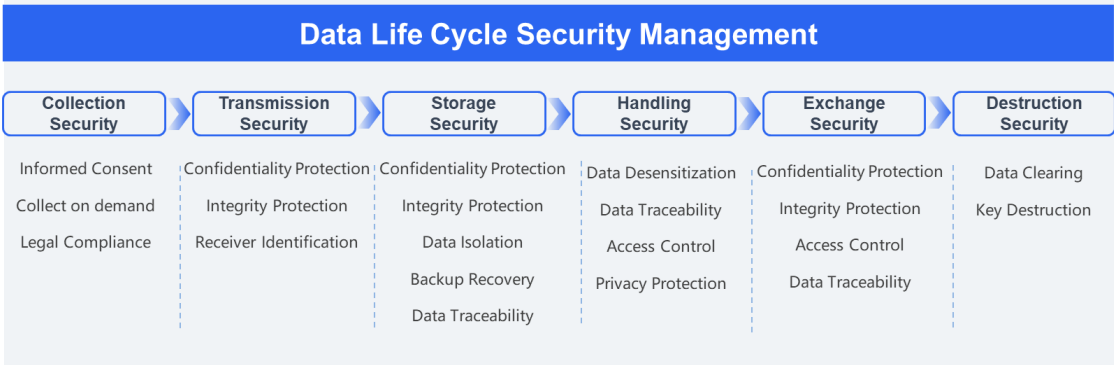 Data Life Cycle Security Management
Collection
Security
Transmission
Security
Storage
Security
Handling
Security
Exchange
Security
Destruction
Security
Informed Consent
Collect on demand
Legal Compliance
Confidentiality Protection
Integrity Protection
Receiver Identification
Confidentiality Protection
Integrity Protection
Data Isolation
Backup Recovery
Data Traceability
Data Desensitization
Data Traceability
Access Control
Privacy Protection
Confidentiality Protection
Integrity Protection
Access Control
Data Traceability
Data Clearing
Key Destruction